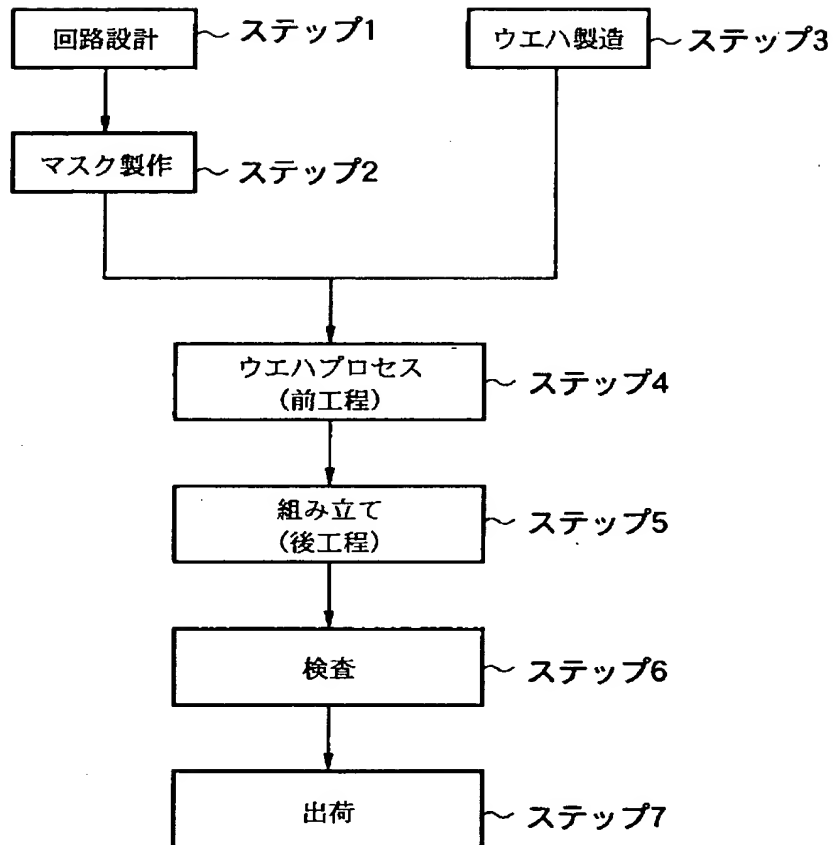 回路設計
ステップ1
ウエハ製造
ステップ3
マスク製作
ステップ2
ウエハプロセス
(前工程)
ステップ4
組み立て
(後工程)
ステップ5
検査
ステップ6
出荷
ステップ7